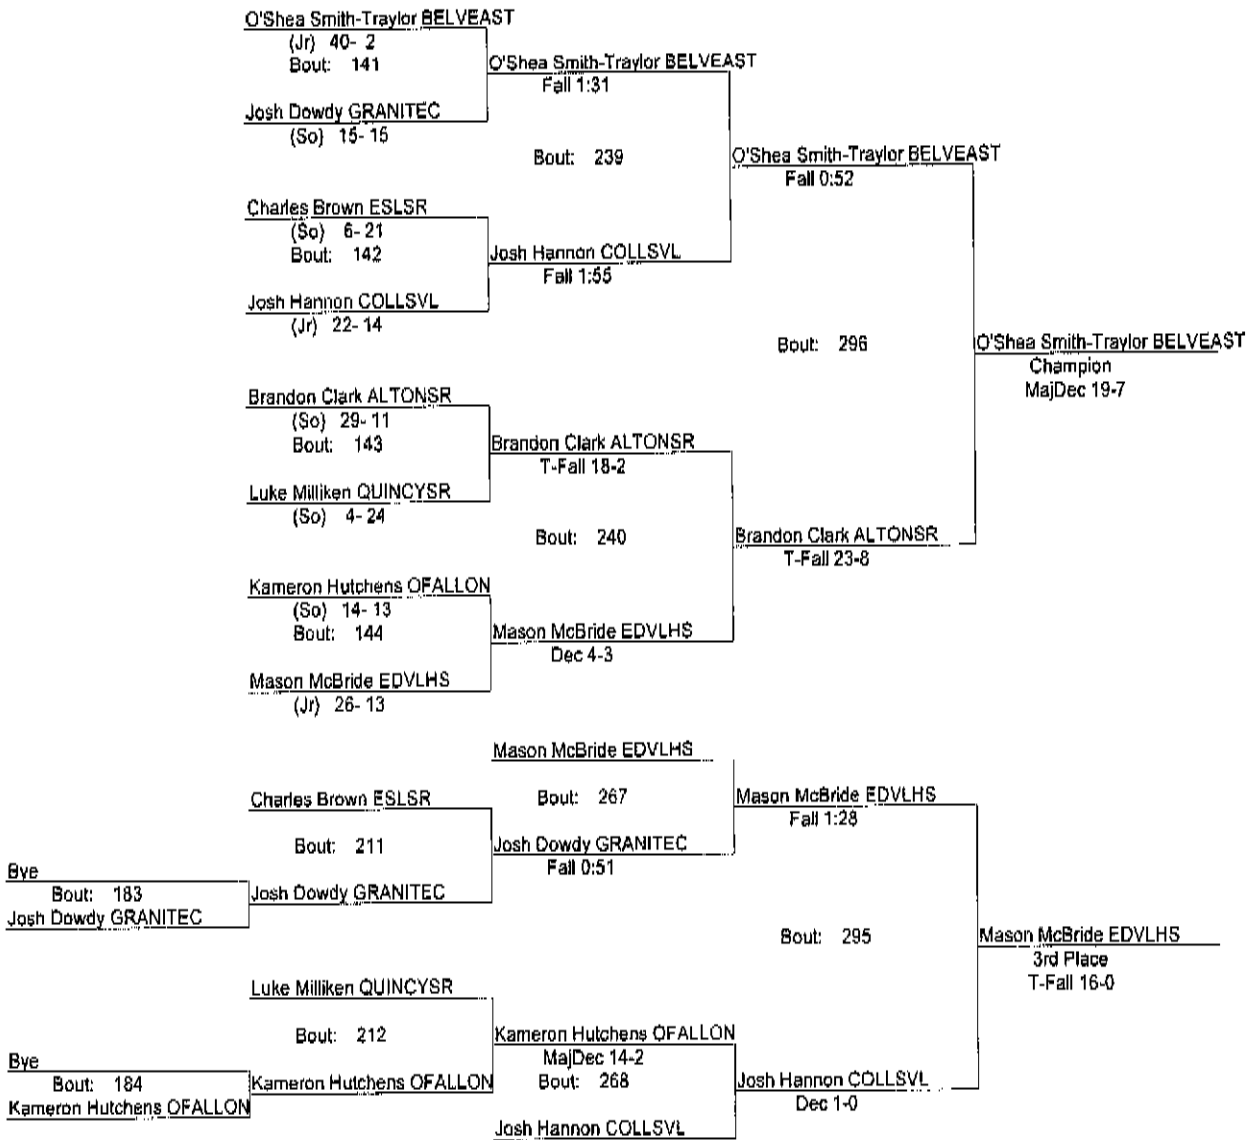 O'Shea Smith-Traylor BELVEAST
(Jr) 40- 2
Bout: 141
O'Shea Smith-Traylor BELVEAST
Fall 1:31
Josh Dowdy GRANITEC
(So) 15- 15
Bout: 239
O'Shea Smith-Traylor BELVEAST
Fall 0:52
Charles Brown ESLSR
(So) 6- 21
Bout: 142
Josh Hannon COLLSVL
Fall 1:55
Josh Hannon COLLSVL
(Jr) 22- 14
Bout: 296
O'Shea Smith-Traylor BELVEAST
Champion
MajDec 19-7
Brandon Clark ALTONSR
(So) 29- 11
Bout: 143
Brandon Clark ALTONSR
T-Fall 18-2
Luke Milliken QUINCYSR
(So) 4- 24
Bout: 240
Brandon Clark ALTONSR
T-Fall 23-8
Kameron Hutchens OFALLON
(So) 14- 13
Bout: 144
Mason McBride EDVLHS
Dec 4-3
Mason McBride EDVLHS
(Jr) 26- 13
Mason McBride EDVLHS
Charles Brown ESLSR
Bout: 267
Mason McBride EDVLHS
Fall 1:28
Bout: 211
Josh Dowdy GRANITEC
Fall 0:51
Bye
Bout: 183
Josh Dowdy GRANITEC
Josh Dowdy GRANITEC
Bout: 295
Mason McBride EDVLHS
3rd Place
T-Fall 16-0
Luke Milliken QUINCYSR
Bout: 212
Kameron Hutchens OFALLON
MajDec 14-2
Bye
Bout: 184
Kameron Hutchens OFALLON
Kameron Hutchens OFALLON
Bout: 268
Josh Hannon COLLSVL
Dec 1-0
Josh Hannon COLLSVL